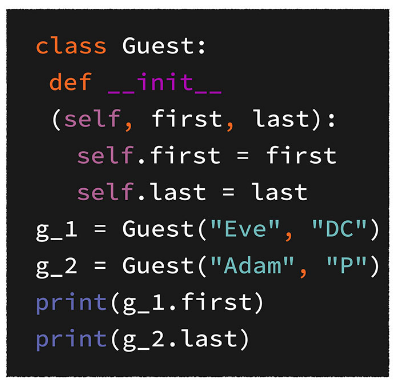 class Guest:
 def __init__
 (self, first, last):
   self.first = first
   self.last = last
g_1 = Guest("Eve", "DC")
g_2 = Guest("Adam", "P")
print(g_1.first)
print(g_2.last)